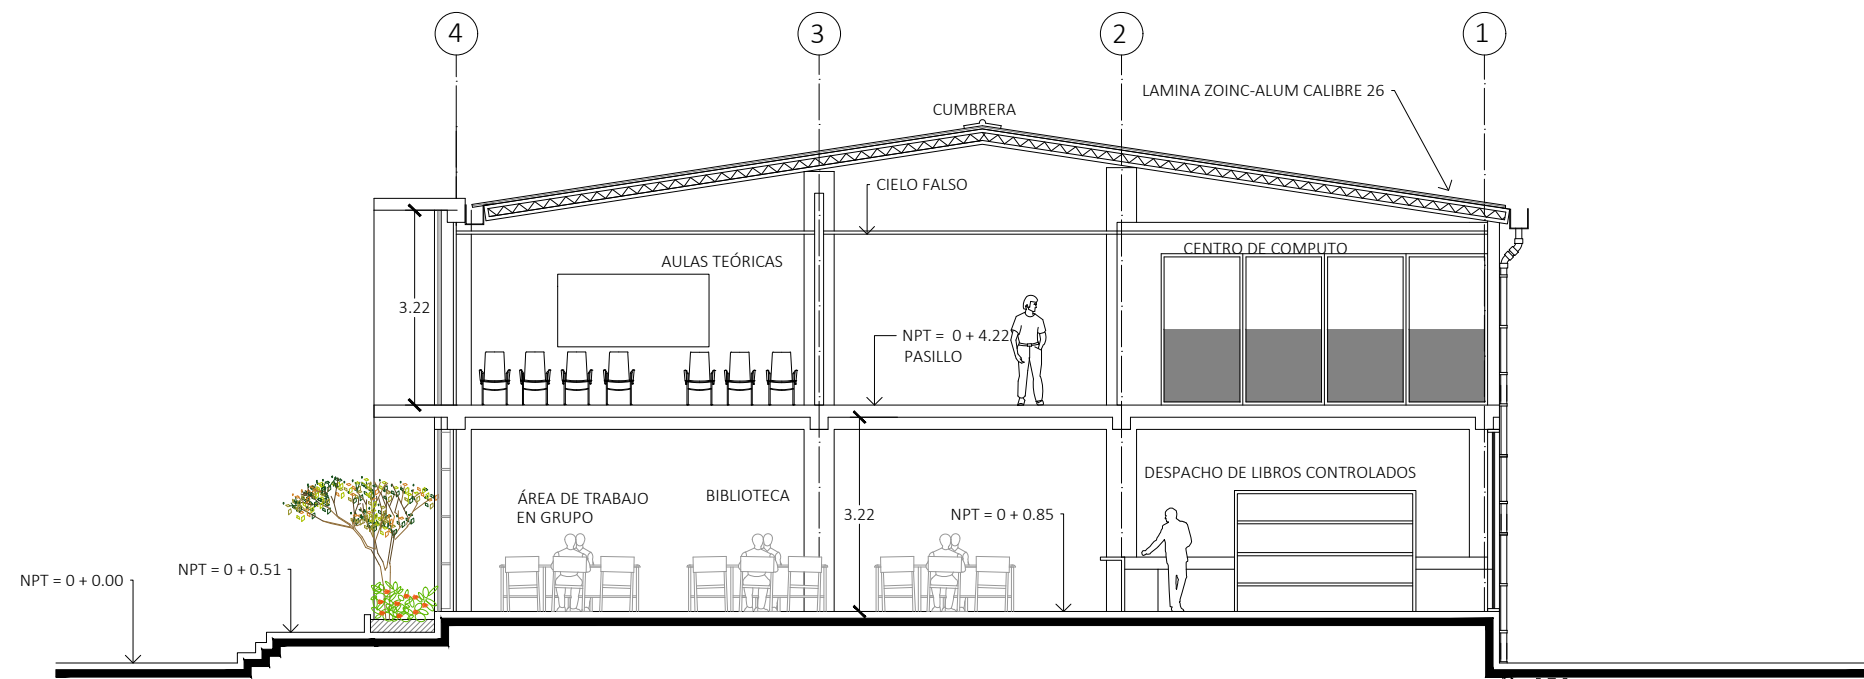 4
3
2
1
LAMINA ZOINC-ALUM CALIBRE 26
CUMBRERA
CIELO FALSO
AULAS TEÓRICAS
CENTRO DE COMPUTO
3.22
NPT = 0 + 4.22
PASILLO
DESPACHO DE LIBROS CONTROLADOS
ÁREA DE TRABAJO
EN GRUPO
BIBLIOTECA
3.22
NPT = 0 + 0.85
NPT = 0 + 0.51
NPT = 0 + 0.00